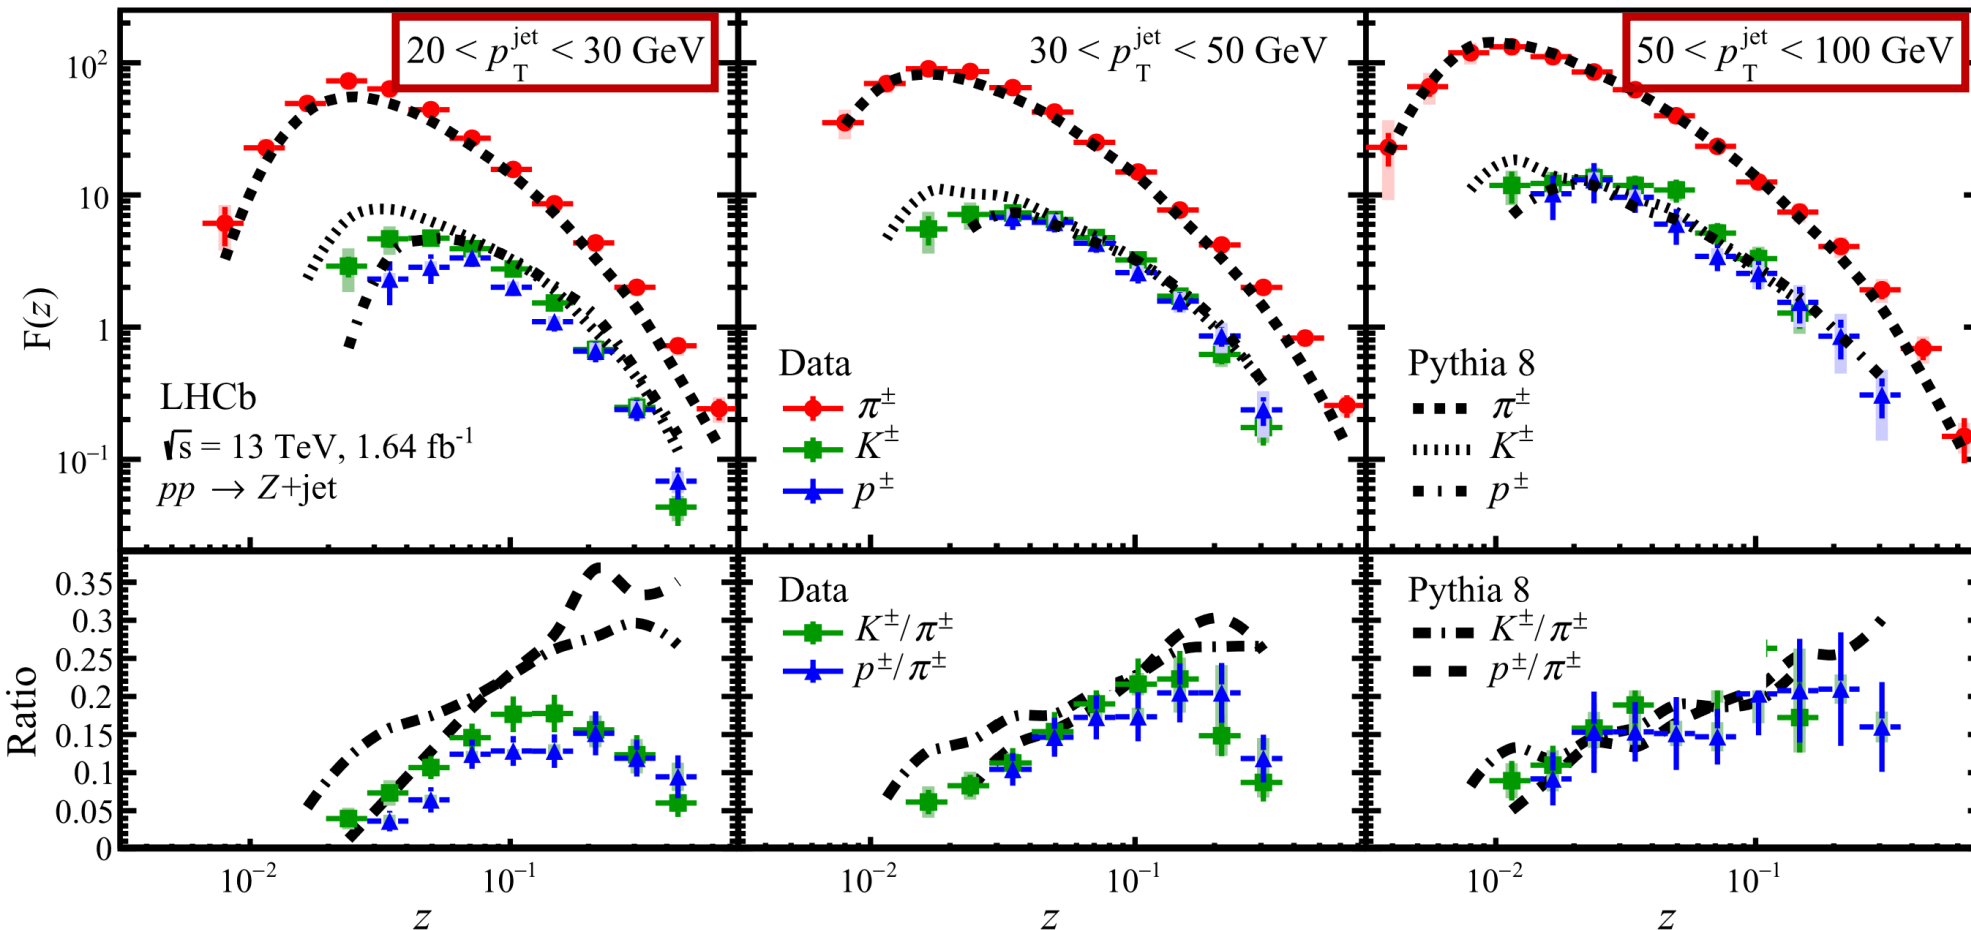 20 < p_T^jet < 30 GeV
30 < p_T^jet < 50 GeV
50 < p_T^jet < 100 GeV
F(z)
10²
10
1
10⁻¹
LHCb
√s = 13 TeV, 1.64 fb⁻¹
pp → Z+jet
Data
π±
K±
p±
Pythia 8
π±
K±
p±
Ratio
0.35
0.3
0.25
0.2
0.15
0.1
0.05
0
Data
K±/π±
p±/π±
Pythia 8
K±/π±
p±/π±
10⁻² 10⁻¹ 10⁻² 10⁻¹ 10⁻² 10⁻¹
z z z